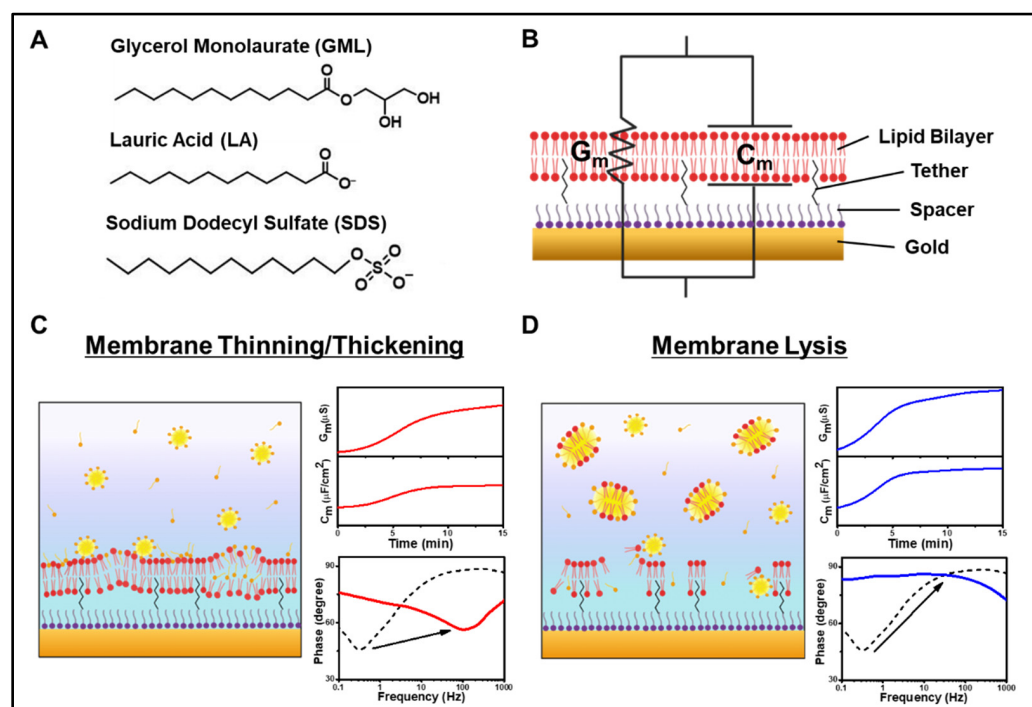 A
Glycerol Monolaurate (GML)
O
O
OH
OH
Lauric Acid (LA)
O
O⁻
Sodium Dodecyl Sulfate (SDS)
O
O
S
O
O⁻
B
Gm
Cm
Lipid Bilayer
Tether
Spacer
Gold
C
Membrane Thinning/Thickening
Gm(μS)
Cm (μF/cm²)
0 5 10 15
Time (min)
Phase (degree)
90
60
30
0.1 1 10 100 1000
Frequency (Hz)
D
Membrane Lysis
Gm(μS)
Cm (μF/cm²)
0 5 10 15
Time (min)
Phase (degree)
90
60
30
0.1 1 10 100 1000
Frequency (Hz)